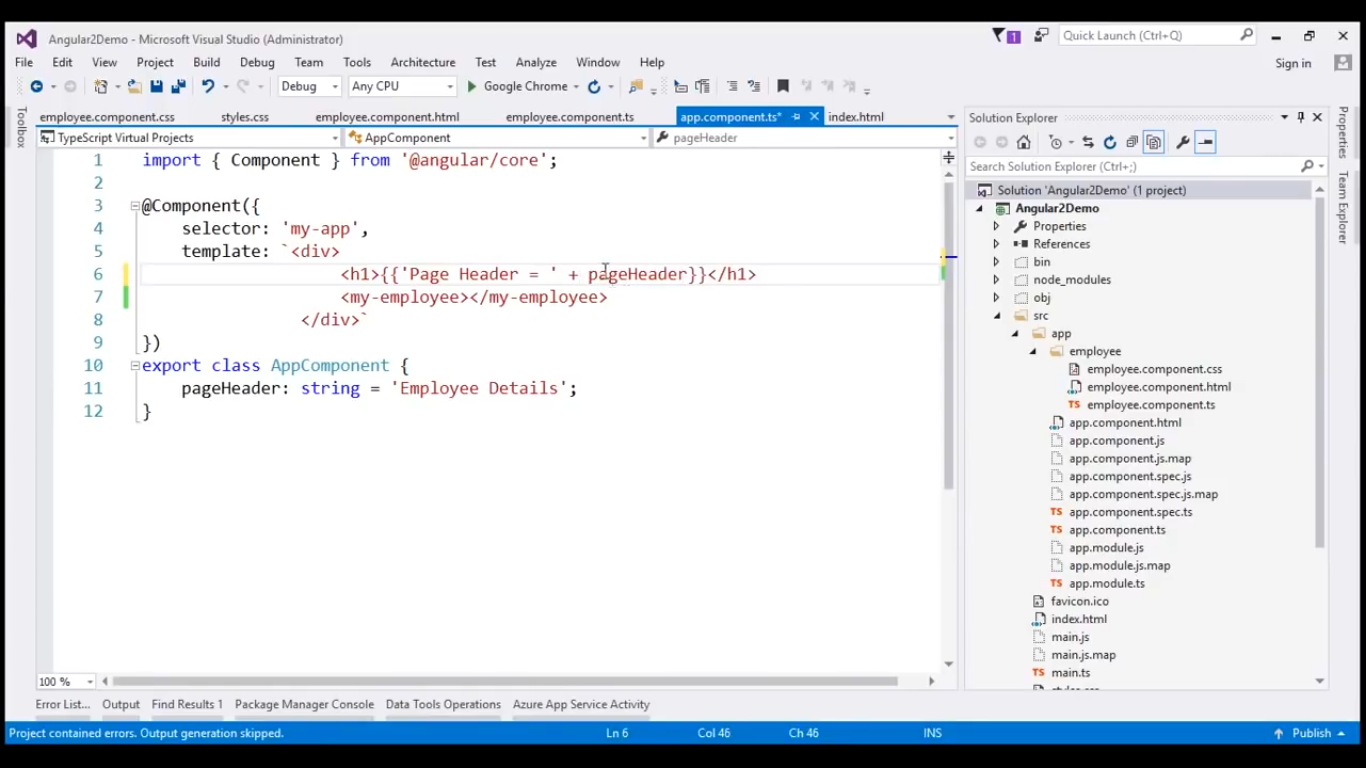 Angular2Demo - Microsoft Visual Studio (Administrator)
1
Quick Launch (Ctrl+Q)
File Edit View Project Build Debug Team Tools Architecture Test Analyze Window Help
Sign in
Debug Any CPU Google Chrome
Toolbox
employee.component.css styles.css employee.component.html employee.component.ts app.component.ts* index.html
TypeScript Virtual Projects AppComponent pageHeader
1 import { Component } from '@angular/core';
2
3 @Component({
4 selector: 'my-app',
5 template: `<div>
6 <h1>{{'Page Header = ' + pageHeader}}</h1>
7 <my-employee></my-employee>
8 </div>`
9 })
10 export class AppComponent {
11 pageHeader: string = 'Employee Details';
12 }
100 %
Solution Explorer
Search Solution Explorer (Ctrl+;)
Solution 'Angular2Demo' (1 project)
Angular2Demo
Properties
References
bin
node_modules
obj
src
app
employee
employee.component.css
employee.component.html
employee.component.ts
app.component.html
app.component.js
app.component.js.map
app.component.spec.js
app.component.spec.js.map
app.component.spec.ts
app.component.ts
app.module.js
app.module.js.map
app.module.ts
favicon.ico
index.html
main.js
main.js.map
main.ts
Properties
Team Explorer
Error List... Output Find Results 1 Package Manager Console Data Tools Operations Azure App Service Activity
Project contained errors. Output generation skipped. Ln 6 Col 46 Ch 46 INS Publish